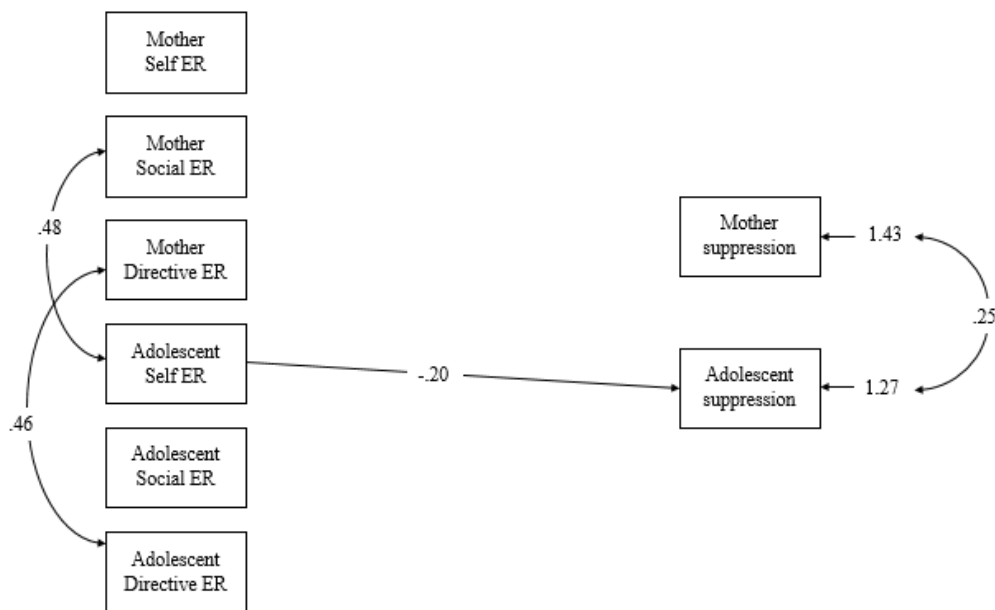 Mother
Self ER
Mother
Social ER
.48
Mother
Directive ER
Mother
suppression
1.43
.25
Adolescent
Self ER
-.20
Adolescent
suppression
1.27
.46
Adolescent
Social ER
Adolescent
Directive ER